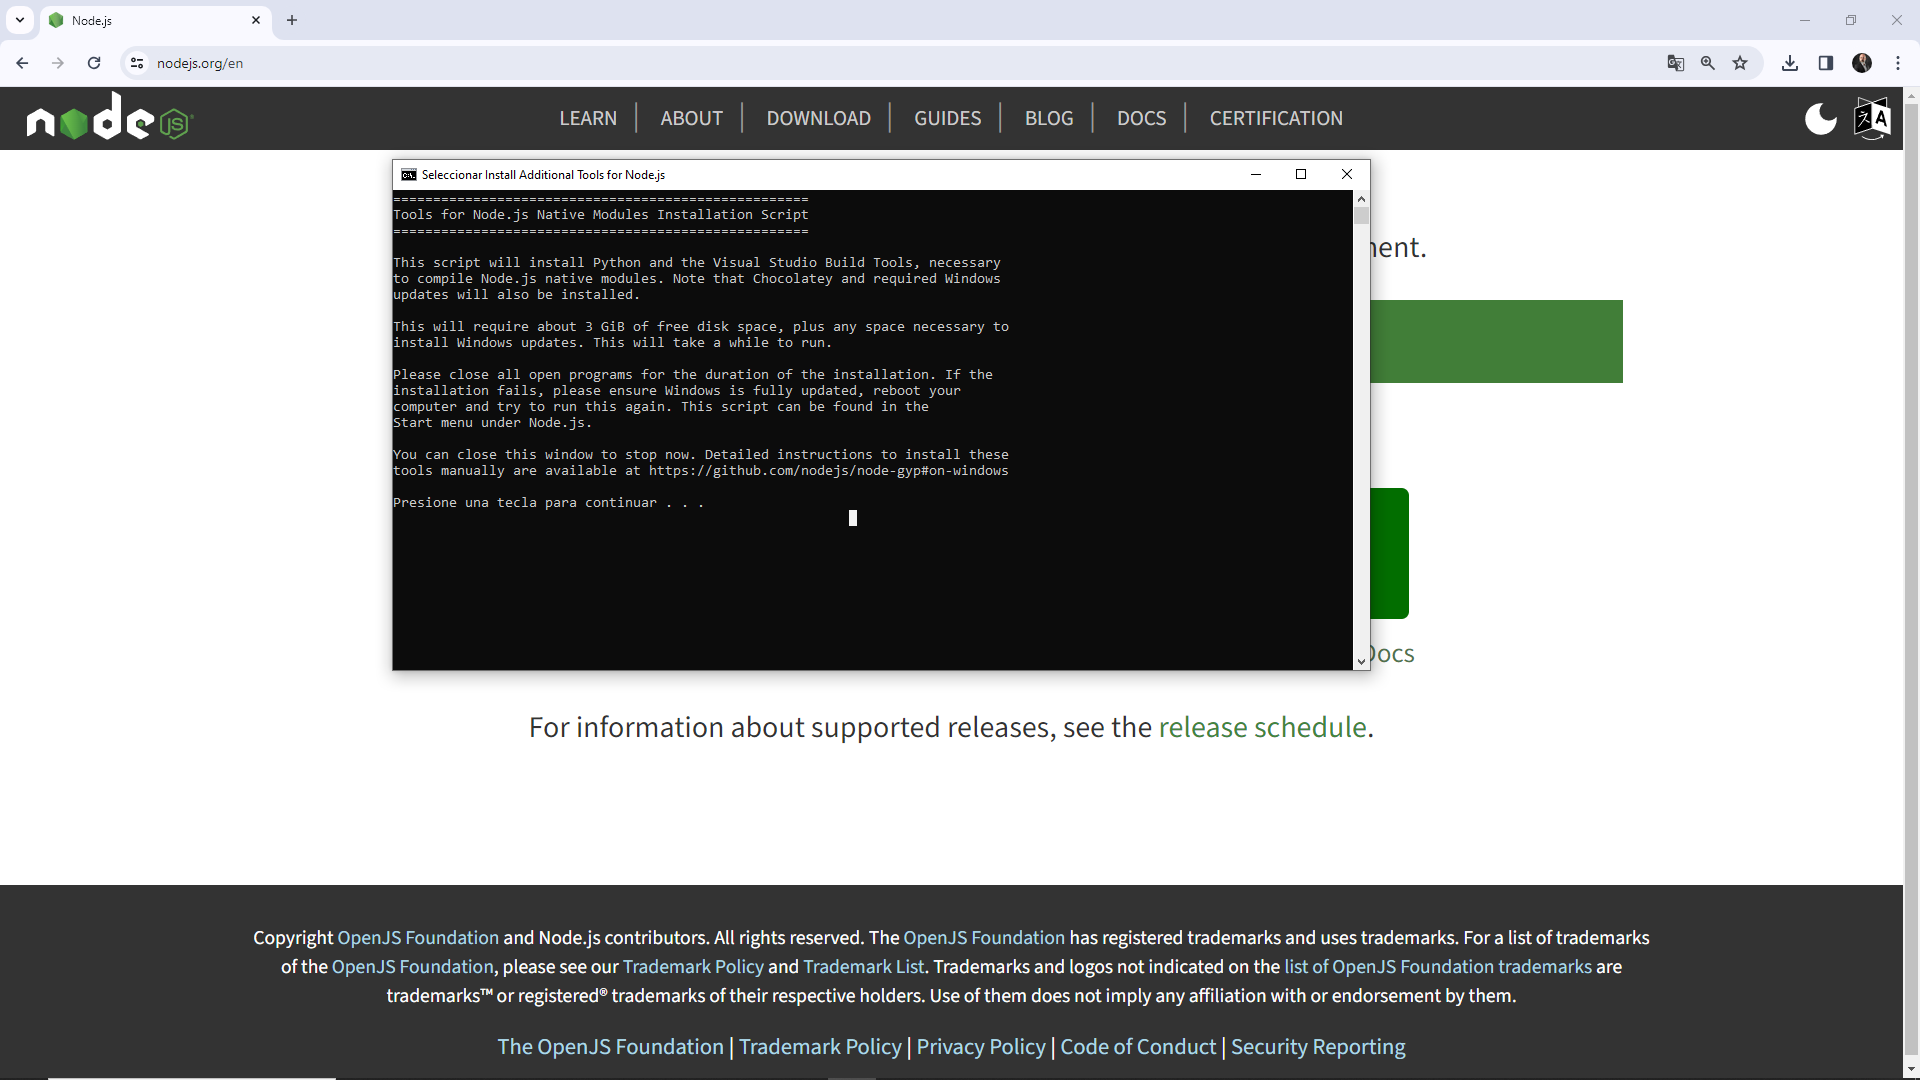 Node.js
nodejs.org/en
node JS
LEARN
ABOUT
DOWNLOAD
GUIDES
BLOG
DOCS
CERTIFICATION
Seleccionar Install Additional Tools for Node.js
====================================================
Tools for Node.js Native Modules Installation Script
====================================================
This script will install Python and the Visual Studio Build Tools, necessary
to compile Node.js native modules. Note that Chocolatey and required Windows
updates will also be installed.
This will require about 3 GiB of free disk space, plus any space necessary to
install Windows updates. This will take a while to run.
Please close all open programs for the duration of the installation. If the
installation fails, please ensure Windows is fully updated, reboot your
computer and try to run this again. This script can be found in the
Start menu under Node.js.
You can close this window to stop now. Detailed instructions to install these
tools manually are available at https://github.com/nodejs/node-gyp#on-windows
Presione una tecla para continuar . . .
Docs
For information about supported releases, see the release schedule.
Copyright OpenJS Foundation and Node.js contributors. All rights reserved. The OpenJS Foundation has registered trademarks and uses trademarks. For a list of trademarks
of the OpenJS Foundation, please see our Trademark Policy and Trademark List. Trademarks and logos not indicated on the list of OpenJS Foundation trademarks are
trademarks™ or registered® trademarks of their respective holders. Use of them does not imply any affiliation with or endorsement by them.
The OpenJS Foundation | Trademark Policy | Privacy Policy | Code of Conduct | Security Reporting